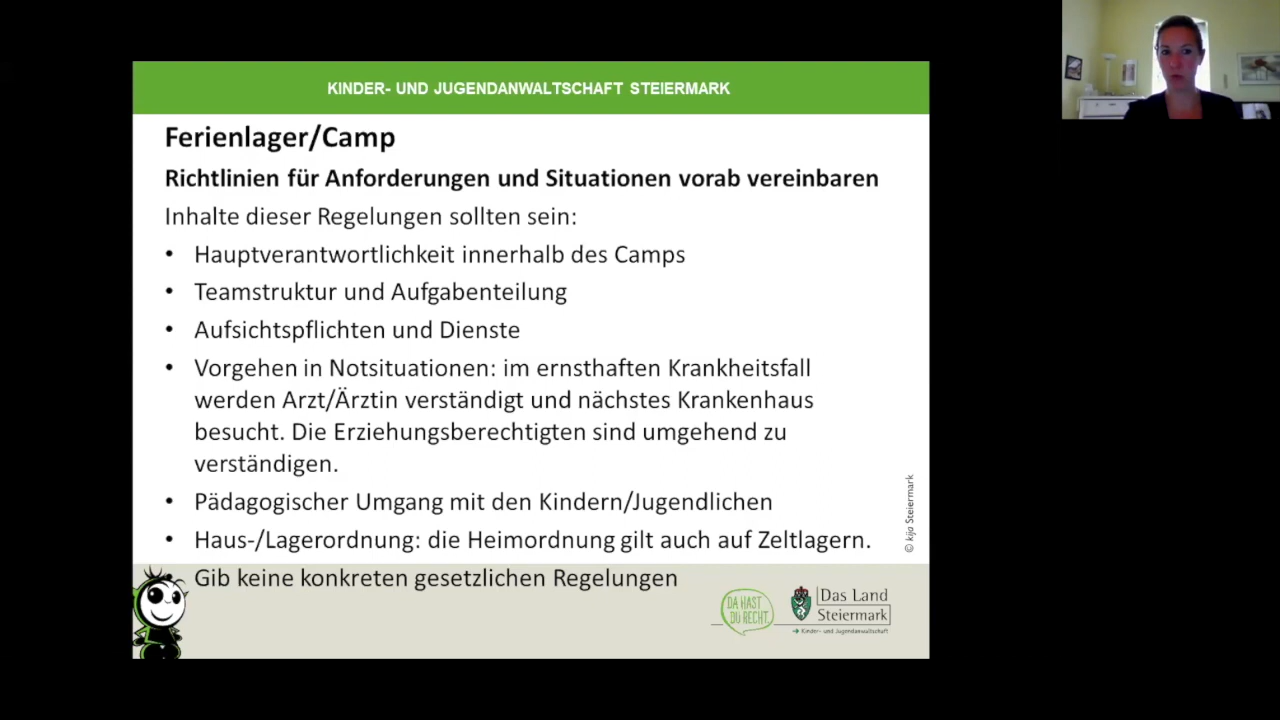 KINDER- UND JUGENDANWALTSCHAFT STEIERMARK
Ferienlager/Camp
Richtlinien für Anforderungen und Situationen vorab vereinbaren
Inhalte dieser Regelungen sollten sein:
• Hauptverantwortlichkeit innerhalb des Camps
• Teamstruktur und Aufgabenteilung
• Aufsichtspflichten und Dienste
• Vorgehen in Notsituationen: im ernsthaften Krankheitsfall
werden Arzt/Ärztin verständigt und nächstes Krankenhaus
besucht. Die Erziehungsberechtigten sind umgehend zu
verständigen.
• Pädagogischer Umgang mit den Kindern/Jugendlichen
• Haus-/Lagerordnung: die Heimordnung gilt auch auf Zeltlagern.
Gib keine konkreten gesetzlichen Regelungen
© kija Steiermark
DA HAST
DU RECHT.
Das Land
Steiermark
→ Kinder- und Jugendanwaltschaft